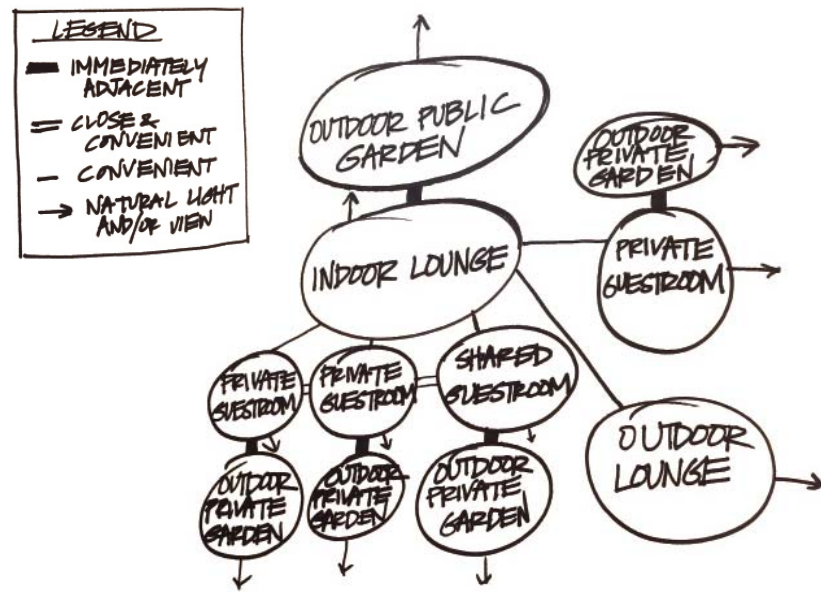 LEGEND
IMMEDIATELY
ADJACENT
CLOSE &
CONVENIENT
CONVENIENT
NATURAL LIGHT
AND/OR VIEW
OUTDOOR PUBLIC
GARDEN
OUTDOOR
PRIVATE
GARDEN
INDOOR LOUNGE
PRIVATE
GUESTROOM
PRIVATE
GUESTROOM
PRIVATE
GUESTROOM
SHARED
GUESTROOM
OUTDOOR
LOUNGE
OUTDOOR
PRIVATE
GARDEN
OUTDOOR
PRIVATE
GARDEN
OUTDOOR
PRIVATE
GARDEN